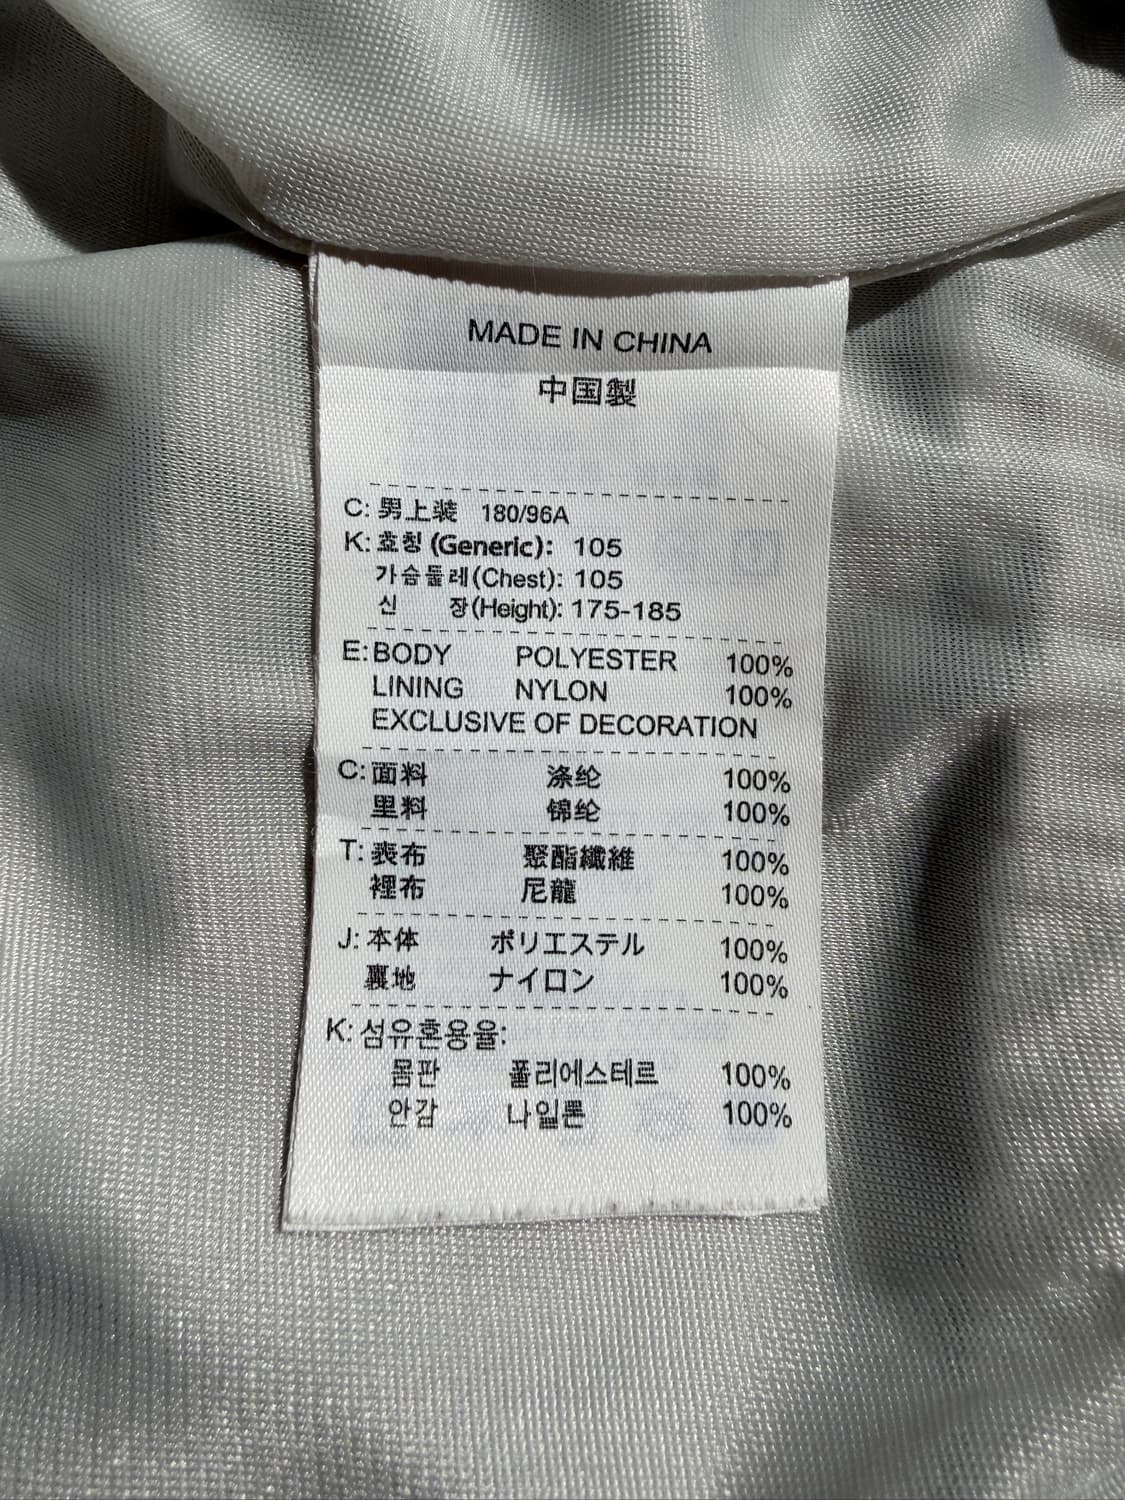 MADE IN CHINA
中国製
C: 男上装 180/96A
K: 호칭 (Generic): 105
가슴둘레(Chest): 105
신 장(Height): 175-185
E: BODY POLYESTER 100%
LINING NYLON 100%
EXCLUSIVE OF DECORATION
C: 面料 涤纶 100%
里料 锦纶 100%
T: 表布 聚酯纖維 100%
裡布 尼龍 100%
J: 本体 ポリエステル 100%
裏地 ナイロン 100%
K: 섬유혼용율:
몸판 폴리에스테르 100%
안감 나일론 100%